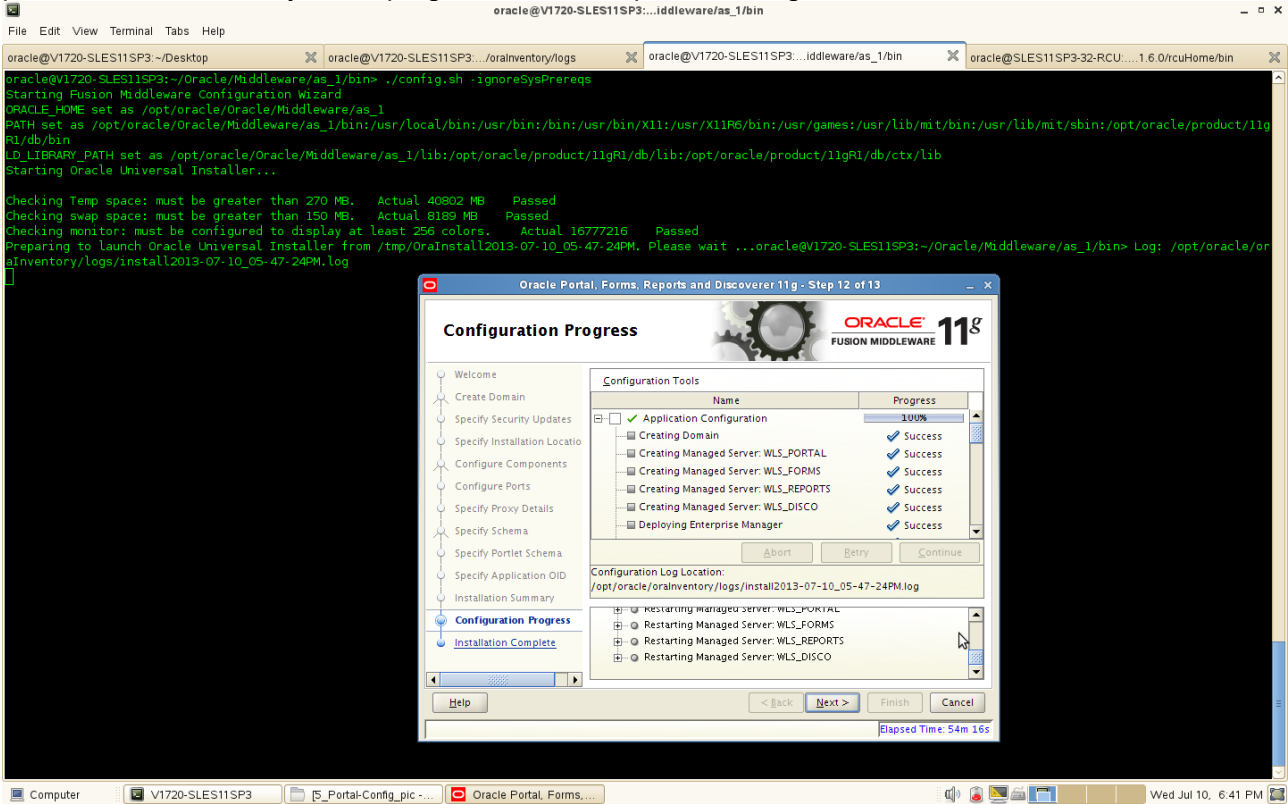 oracle@V1720-SLES11SP3:...iddleware/as_1/bin
File Edit View Terminal Tabs Help
oracle@V1720-SLES11SP3:~/Desktop
oracle@V1720-SLES11SP3:.../oraInventory/logs
oracle@V1720-SLES11SP3:...iddleware/as_1/bin
oracle@SLES11SP3-32-RCU:....1.6.0/rcuHome/bin
oracle@V1720-SLES11SP3:~/Oracle/Middleware/as_1/bin> ./config.sh -ignoreSysPrereqs
Starting Fusion Middleware Configuration Wizard
ORACLE_HOME set as /opt/oracle/Oracle/Middleware/as_1
PATH set as /opt/oracle/Oracle/Middleware/as_1/bin:/usr/local/bin:/usr/bin:/bin:/usr/bin/X11:/usr/X11R6/bin:/usr/games:/usr/lib/mit/bin:/usr/lib/mit/sbin:/opt/oracle/product/11g
R1/db/bin
LD_LIBRARY_PATH set as /opt/oracle/Oracle/Middleware/as_1/lib:/opt/oracle/product/11gR1/db/lib:/opt/oracle/product/11gR1/db/ctx/lib
Starting Oracle Universal Installer...
Checking Temp space: must be greater than 270 MB. Actual 40802 MB Passed
Checking swap space: must be greater than 150 MB. Actual 8189 MB Passed
Checking monitor: must be configured to display at least 256 colors. Actual 16777216 Passed
Preparing to launch Oracle Universal Installer from /tmp/OraInstall2013-07-10_05-47-24PM. Please wait ...oracle@V1720-SLES11SP3:~/Oracle/Middleware/as_1/bin> Log: /opt/oracle/or
aInventory/logs/install2013-07-10_05-47-24PM.log
Oracle Portal, Forms, Reports and Discoverer 11g - Step 12 of 13
Configuration Progress
ORACLE
FUSION MIDDLEWARE 11g
Welcome
Create Domain
Specify Security Updates
Specify Installation Locatio
Configure Components
Configure Ports
Specify Proxy Details
Specify Schema
Specify Portlet Schema
Specify Application OID
Installation Summary
Configuration Progress
Installation Complete
Configuration Tools
Name Progress
Application Configuration 100%
Creating Domain Success
Creating Managed Server: WLS_PORTAL Success
Creating Managed Server: WLS_FORMS Success
Creating Managed Server: WLS_REPORTS Success
Creating Managed Server: WLS_DISCO Success
Deploying Enterprise Manager Success
Abort Retry Continue
Configuration Log Location:
/opt/oracle/oraInventory/logs/install2013-07-10_05-47-24PM.log
Restarting Managed Server: WLS_PORTAL
Restarting Managed Server: WLS_FORMS
Restarting Managed Server: WLS_REPORTS
Restarting Managed Server: WLS_DISCO
Help < Back Next > Finish Cancel
Elapsed Time: 54m 16s
Computer V1720-SLES11SP3 [5_Portal-Config_pic -... Oracle Portal, Forms,... Wed Jul 10, 6:41 PM